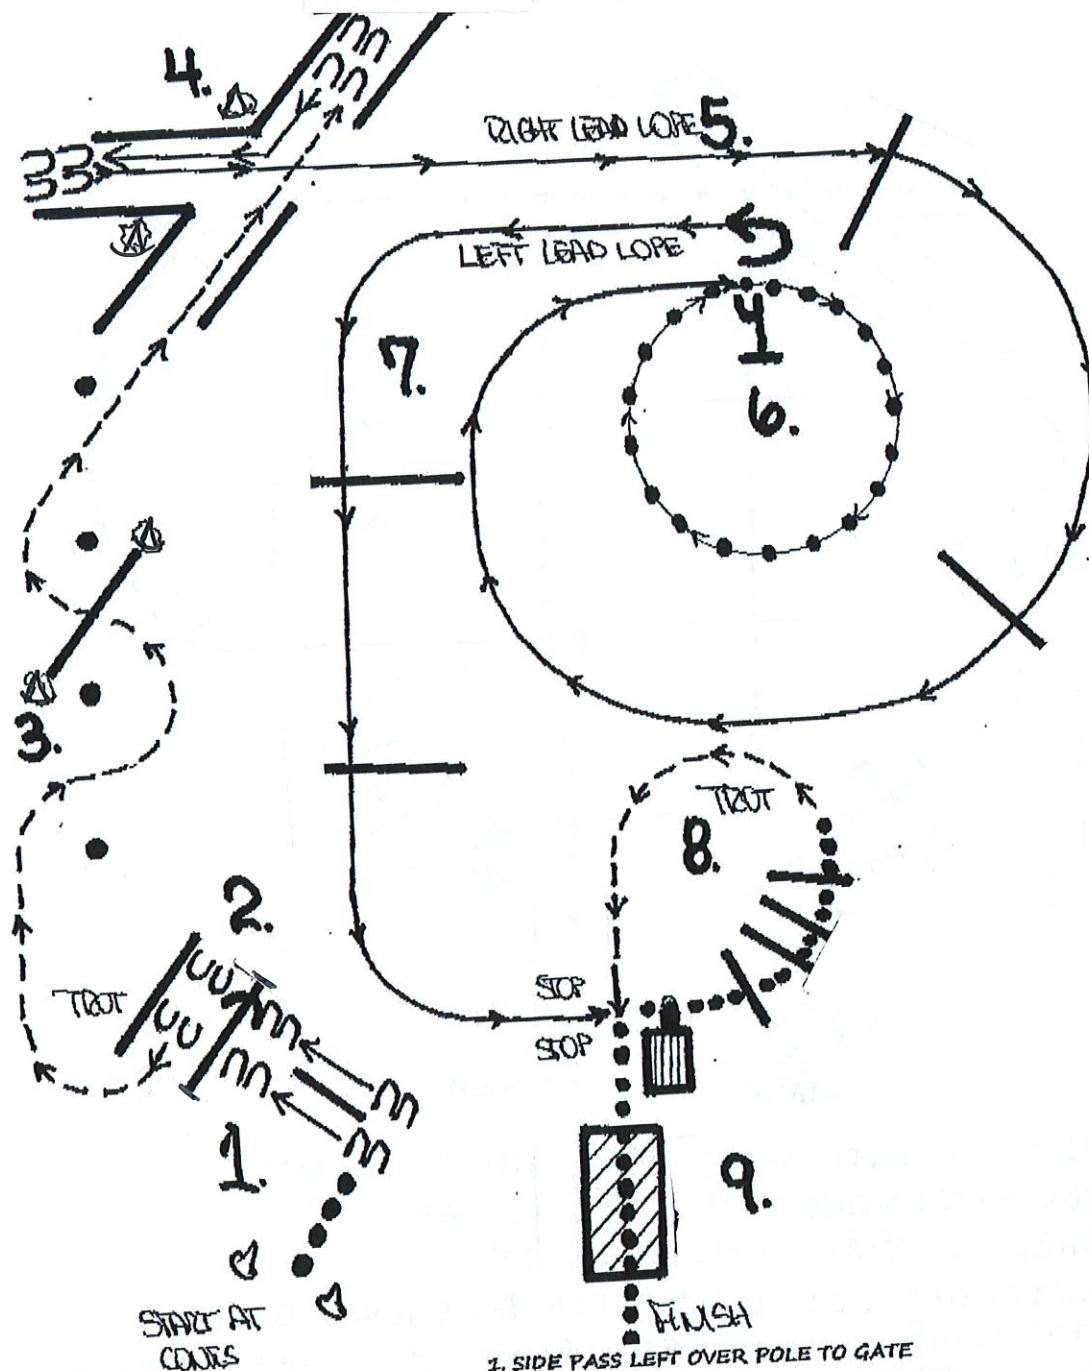 4.
RIGHT LEAD LOPE 5.
LEFT LEAD LOPE
7.
6.
3.
TROT
8.
2.
TROT
STOP
STOP
1.
9.
START AT
CONES
FINISH
1. SIDE PASS LEFT OVER POLE TO GATE